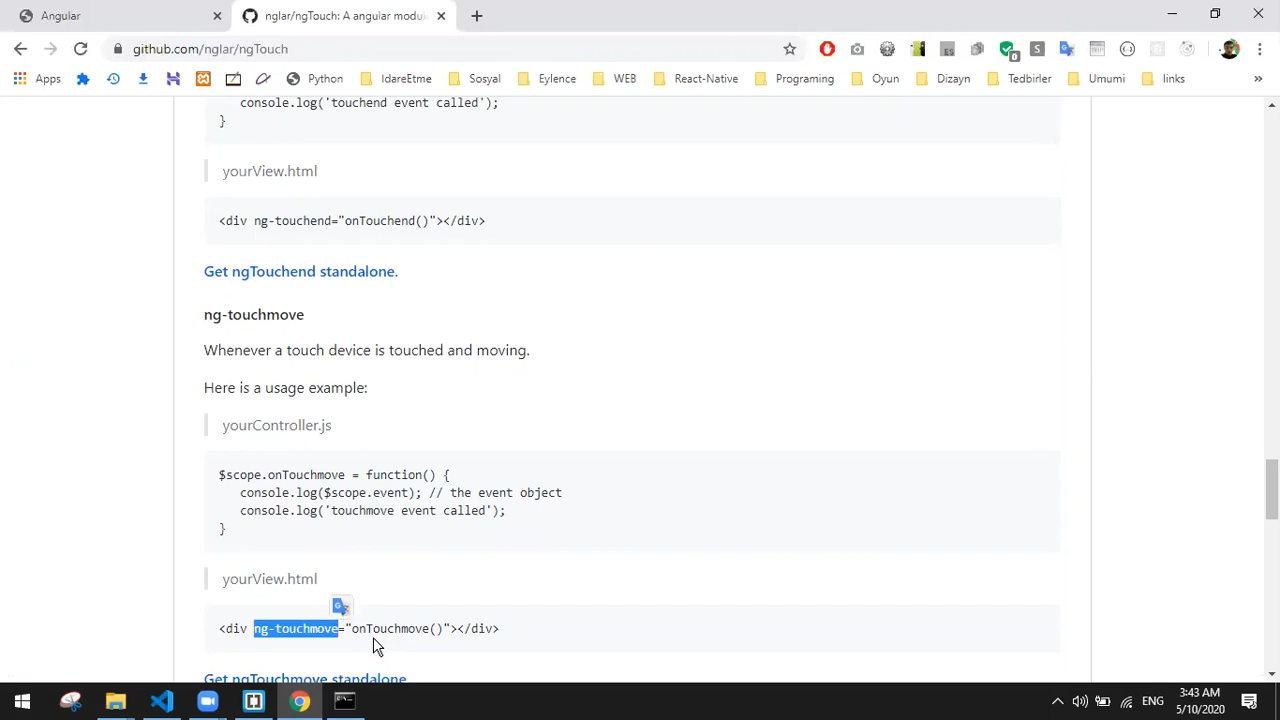 Angular
nglar/ngTouch: A angular modul
github.com/nglar/ngTouch
Apps
Python
IdareEtme
Sosyal
Eylence
WEB
React-Native
Programing
Oyun
Dizayn
Tedbirler
Umumi
links
»
console.log('touchend event called');
}
yourView.html
<div ng-touchend="onTouchend()"></div>
Get ngTouchend standalone.
ng-touchmove
Whenever a touch device is touched and moving.
Here is a usage example:
yourController.js
$scope.onTouchmove = function() {
console.log($scope.event); // the event object
console.log('touchmove event called');
}
yourView.html
<div ng-touchmove="onTouchmove()"></div>
Get ngTouchmove standalone
ENG
3:43 AM
5/10/2020